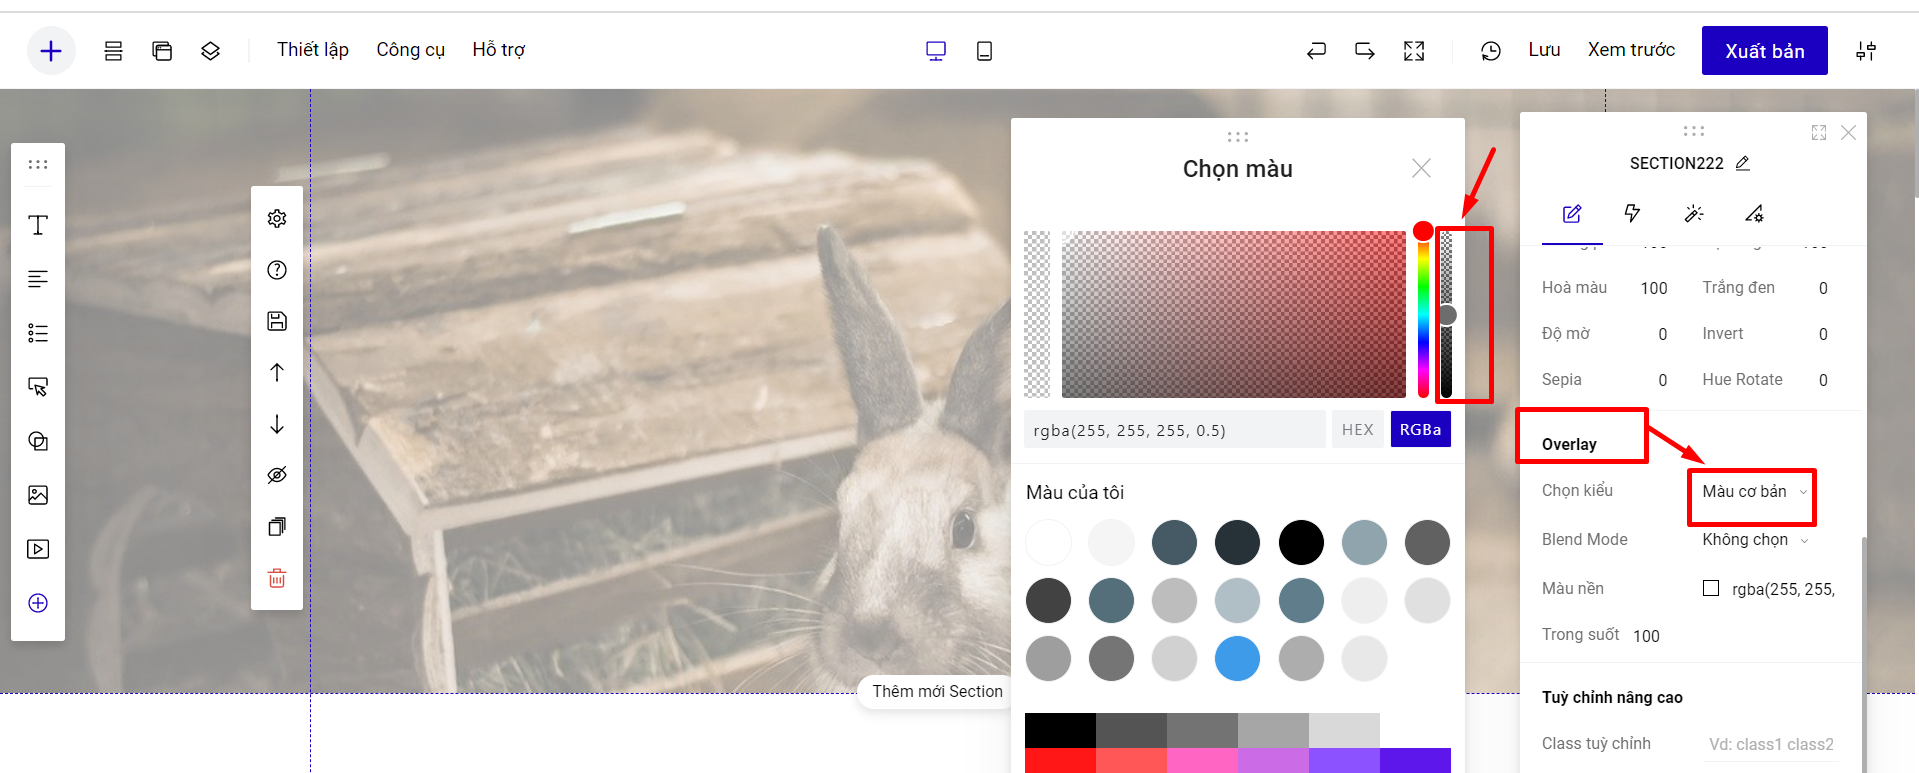 Thiết lập Công cụ Hỗ trợ Lưu Xem trước Xuất bản
Chọn màu
rgba(255, 255, 255, 0.5) HEX RGBa
Màu của tôi
Thêm mới Section
SECTION222
Hoà màu 100 Trắng đen 0
Độ mờ 0 Invert 0
Sepia 0 Hue Rotate 0
Overlay
Chọn kiểu Màu cơ bản
Blend Mode Không chọn
Màu nền rgba(255, 255,
Trong suốt 100
Tuỳ chỉnh nâng cao
Class tuỳ chỉnh Vd: class1 class2